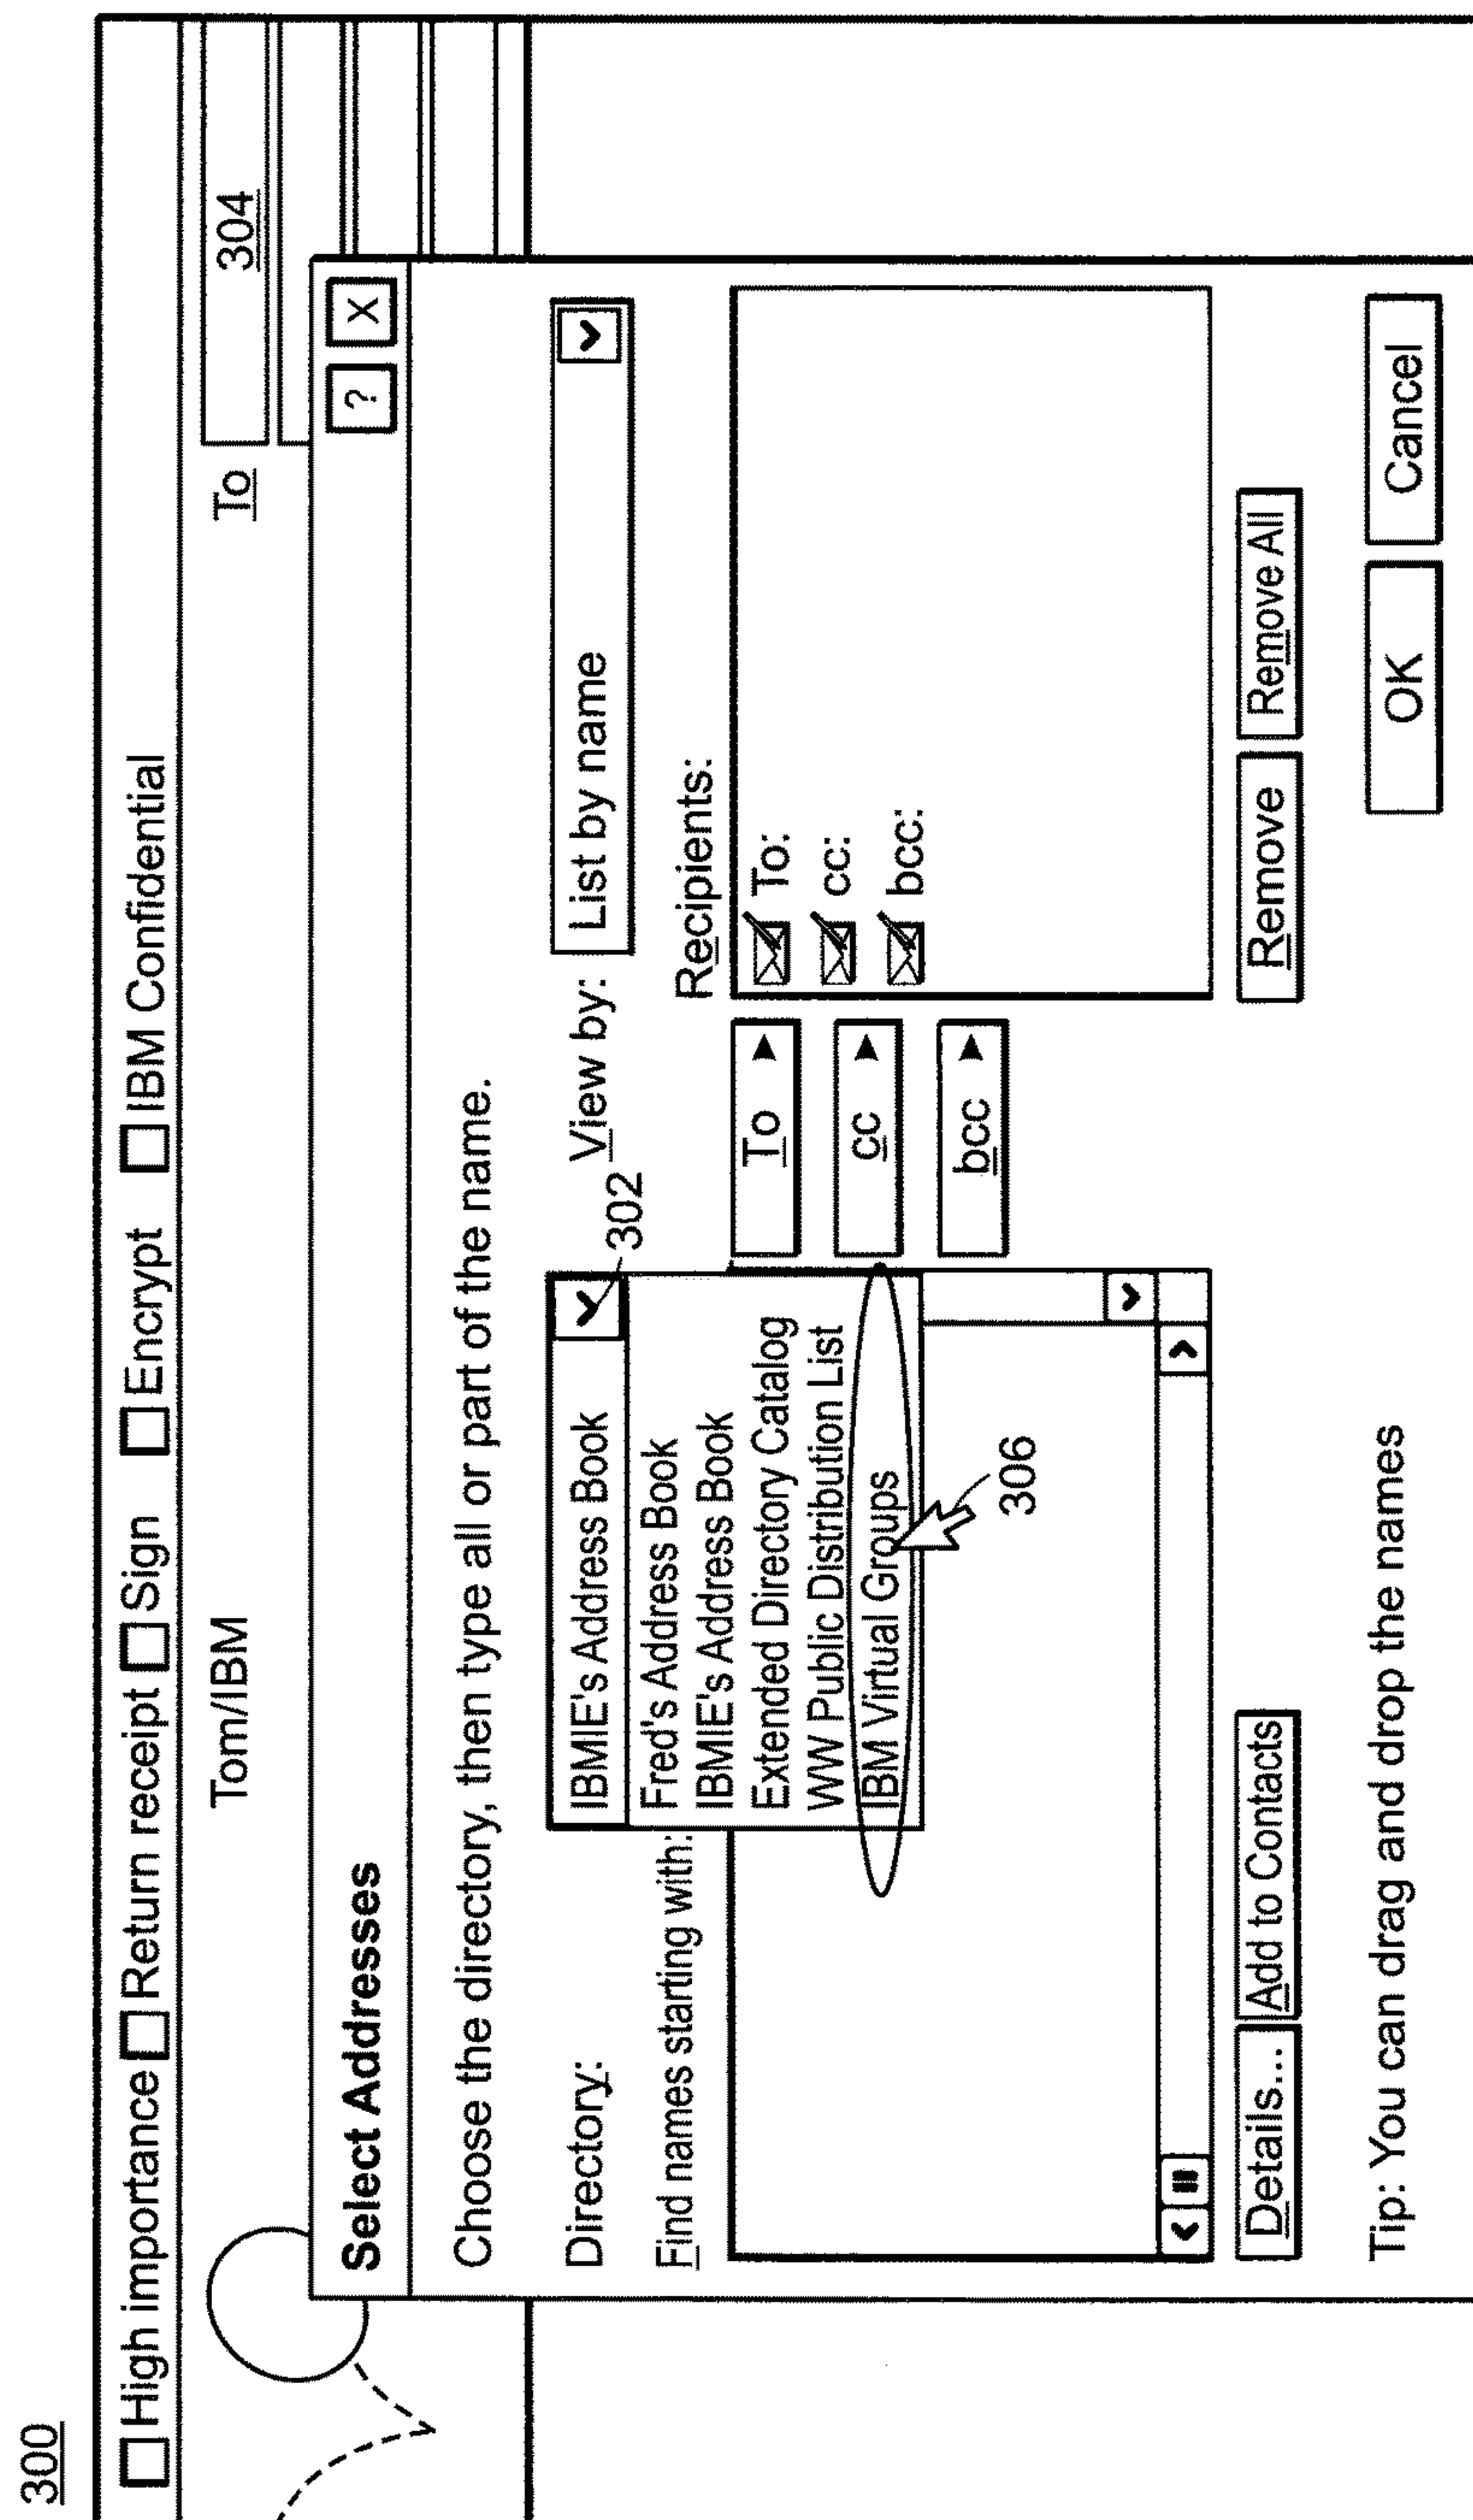 300
High importance Return receipt Sign Encrypt IBM Confidential
Tom/IBM To 304
Select Addresses ? X
Choose the directory, then type all or part of the name.
Directory: IBMIE's Address Book View by: List by name
302
Find names starting with: Fred's Address Book Recipients:
IBMIE's Address Book
Extended Directory Catalog To To:
WW Public Distribution List cc cc:
IBM Virtual Groups bcc bcc:
306
Details... Add to Contacts Remove Remove All
Tip: You can drag and drop the names OK Cancel